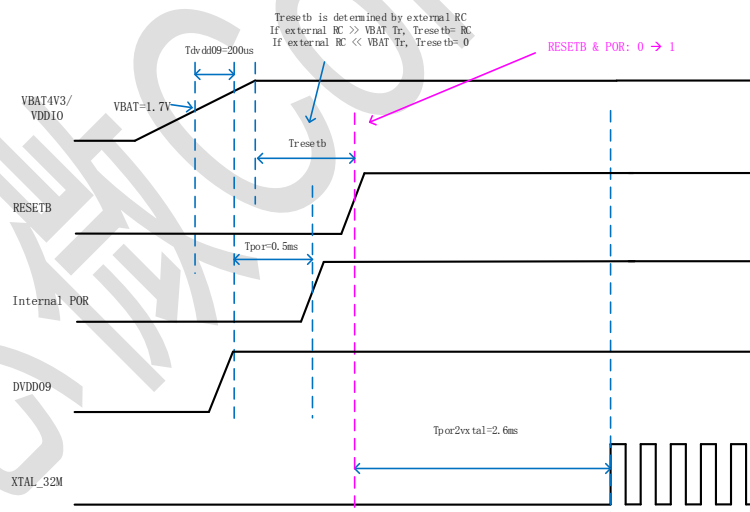 Tresetb is determined by external RC
If external RC >> VBAT Tr, Tresetb= RC
If external RC << VBAT Tr, Tresetb= 0
RESETB & POR: 0 → 1
Tdvdd09=200us
VBAT4V3/
VDDIO
VBAT=1.7V
Tresetb
RESETB
Tpor=0.5ms
Internal POR
DVDD09
Tpor2vxtal=2.6ms
XTAL_32M